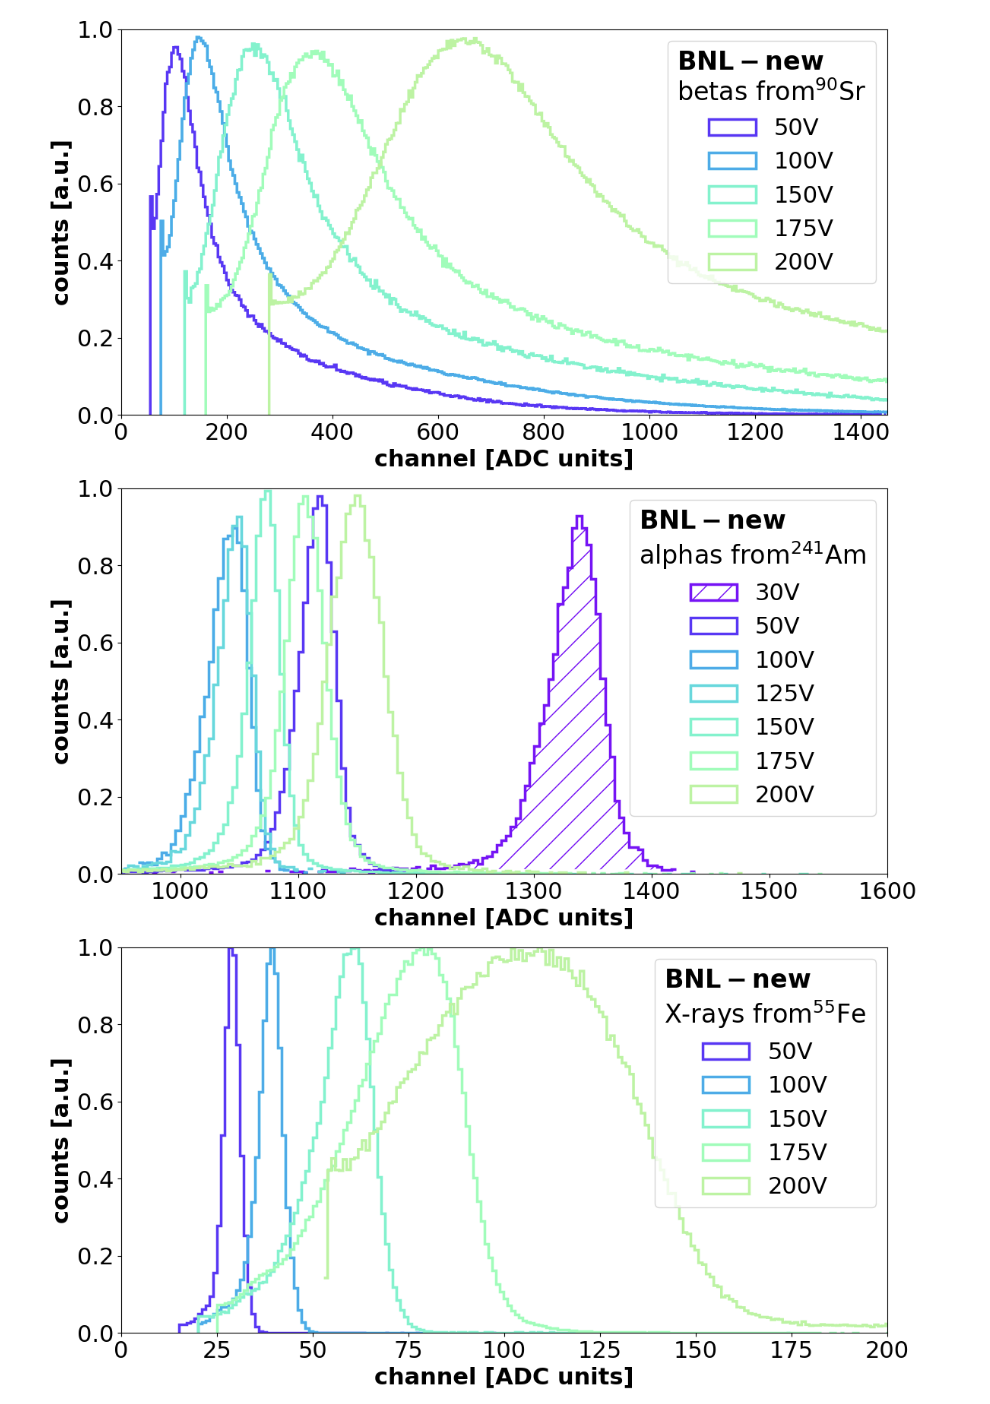 1.0
0.8
0.6
0.4
0.2
0.0
counts [a.u.]
BNL − new
betas from⁹⁰Sr
50V
100V
150V
175V
200V
0 200 400 600 800 1000 1200 1400
channel [ADC units]
1.0
0.8
0.6
0.4
0.2
0.0
counts [a.u.]
BNL − new
alphas from²⁴¹Am
30V
50V
100V
125V
150V
175V
200V
1000 1100 1200 1300 1400 1500 1600
channel [ADC units]
1.0
0.8
0.6
0.4
0.2
0.0
counts [a.u.]
BNL − new
X-rays from⁵⁵Fe
50V
100V
150V
175V
200V
0 25 50 75 100 125 150 175 200
channel [ADC units]